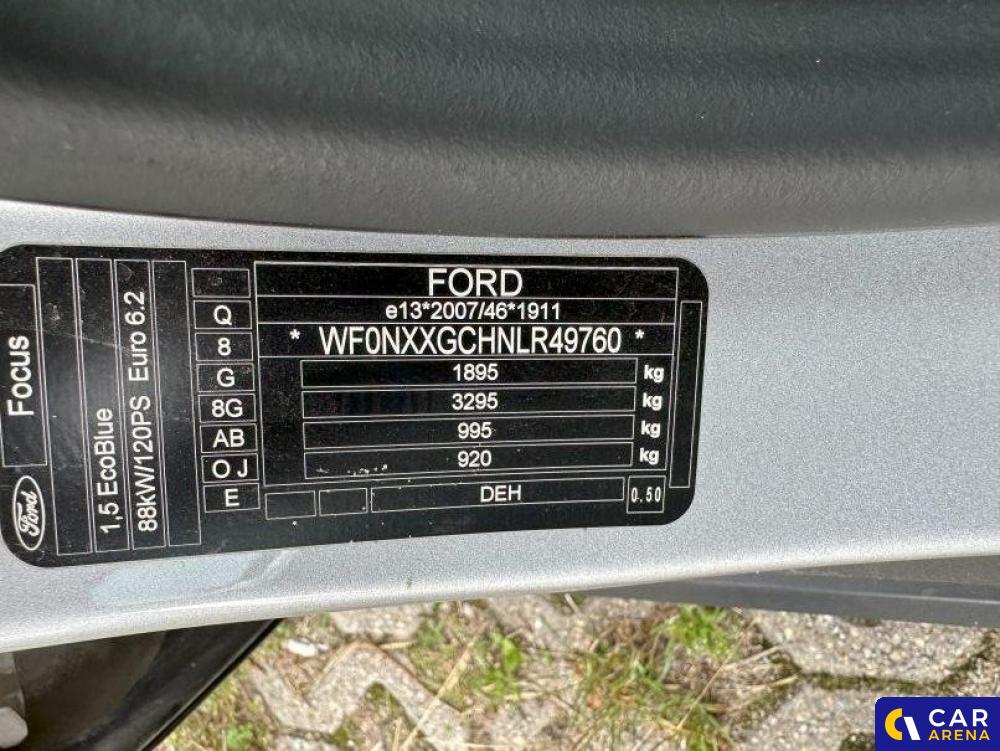 FORD
e13*2007/46*1911
* WF0NXXGCHNLR49760 *
1895 kg
3295 kg
995 kg
920 kg
DEH 0.50
Q
8
G
8G
AB
O J
E
Focus
1,5 EcoBlue
88kW/120PS Euro 6.2
Ford
CAR
ARENA